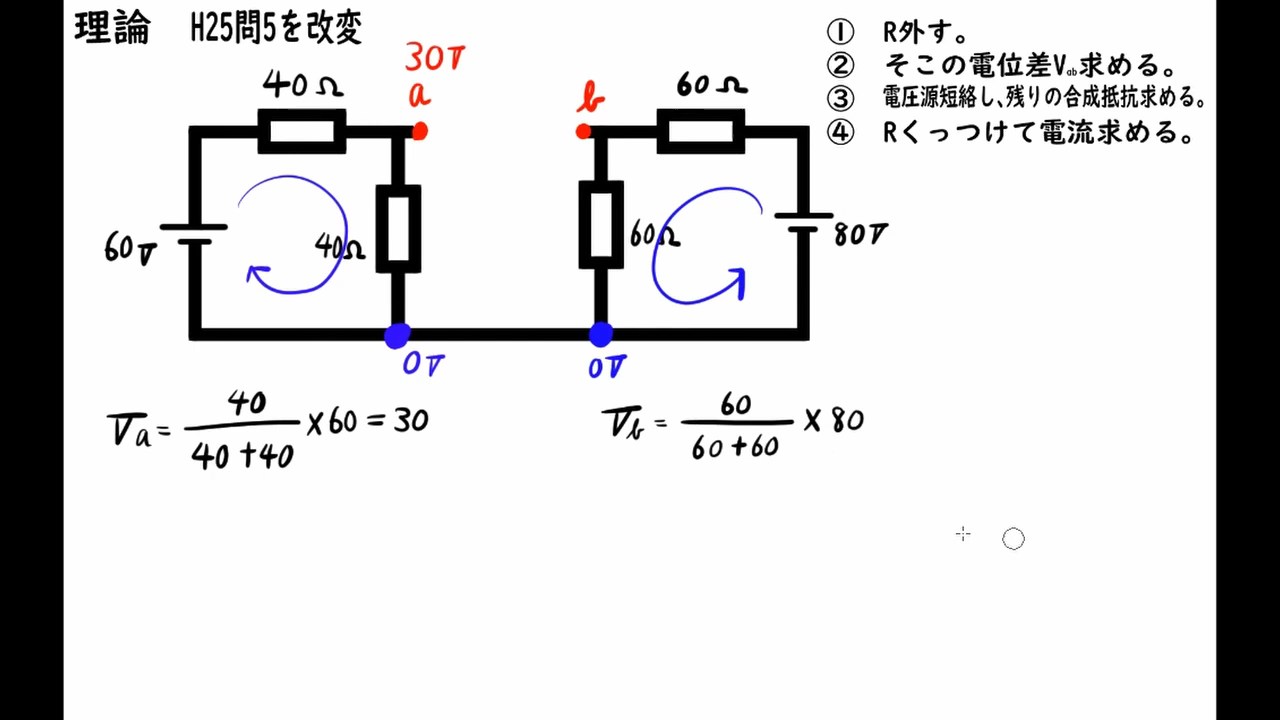 理論　H25問5を改変
① R外す。
② そこの電位差Vab求める。
③ 電圧源短絡し、残りの合成抵抗求める。
④ Rくっつけて電流求める。
30V
40Ω
a
b
60Ω
60V
40Ω
60Ω
80V
0V
0V
Va = 40/(40+40) × 60 = 30
Vb = 60/(60+60) × 80